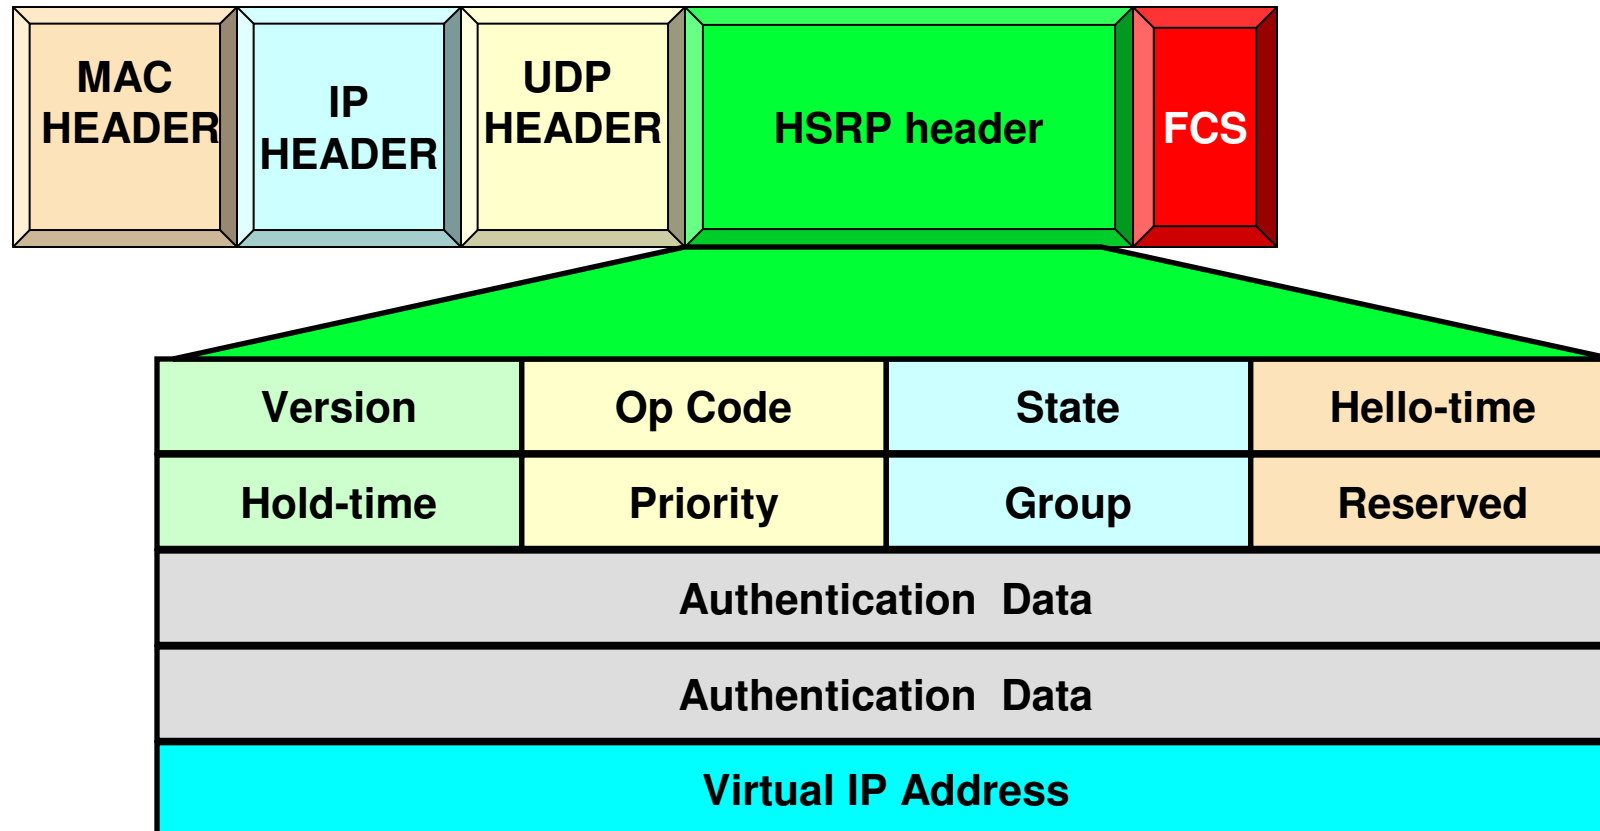 MAC
HEADER
IP
HEADER
UDP
HEADER
HSRP header
FCS
Version
Op Code
State
Hello-time
Hold-time
Priority
Group
Reserved
Authentication Data
Authentication Data
Virtual IP Address